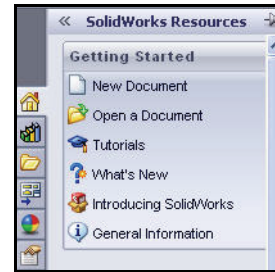 « SolidWorks Resources
Getting Started
New Document
Open a Document
Tutorials
What's New
Introducing SolidWorks
General Information